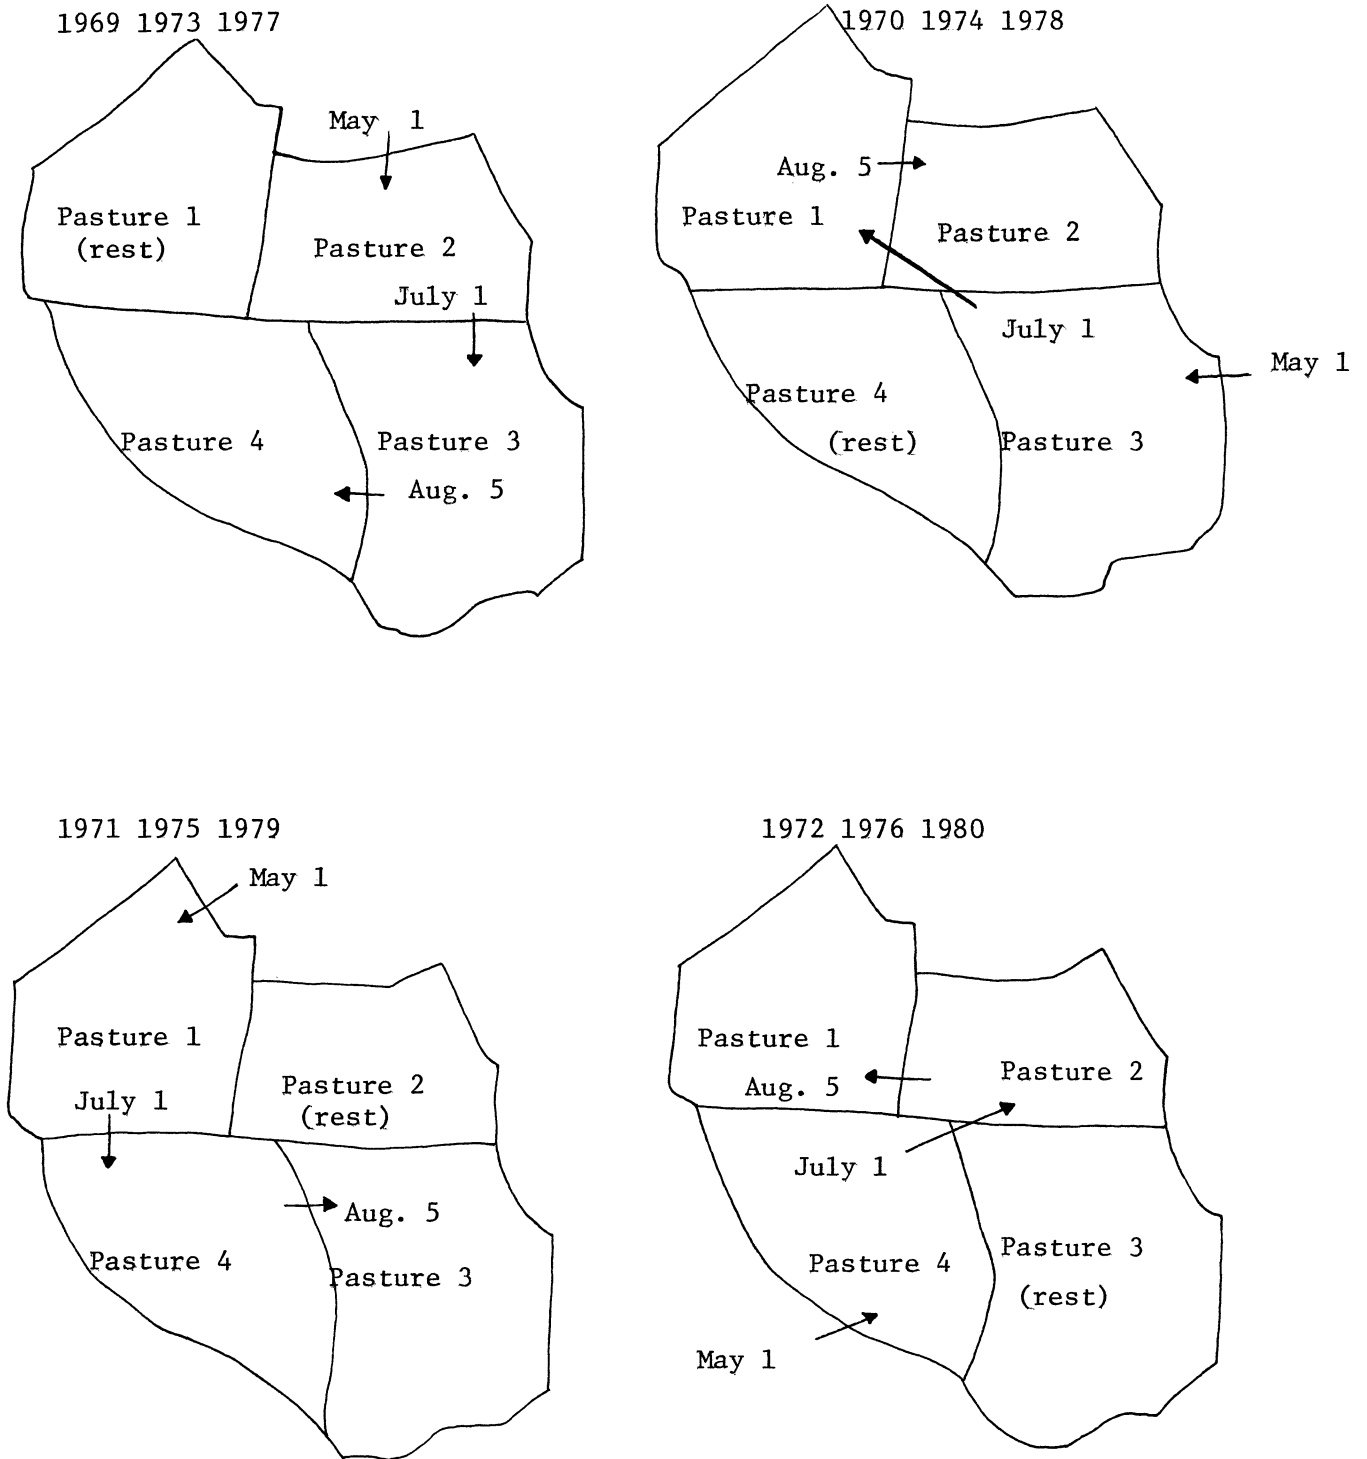 1969 1973 1977
May 1
Pasture 1
(rest)
Pasture 2
July 1
Pasture 4
Pasture 3
Aug. 5
1970 1974 1978
Aug. 5
Pasture 1
Pasture 2
July 1
May 1
Pasture 4
(rest)
Pasture 3
1971 1975 1979
May 1
Pasture 1
July 1
Pasture 2
(rest)
Aug. 5
Pasture 4
Pasture 3
1972 1976 1980
Pasture 1
Aug. 5
Pasture 2
July 1
Pasture 4
Pasture 3
(rest)
May 1